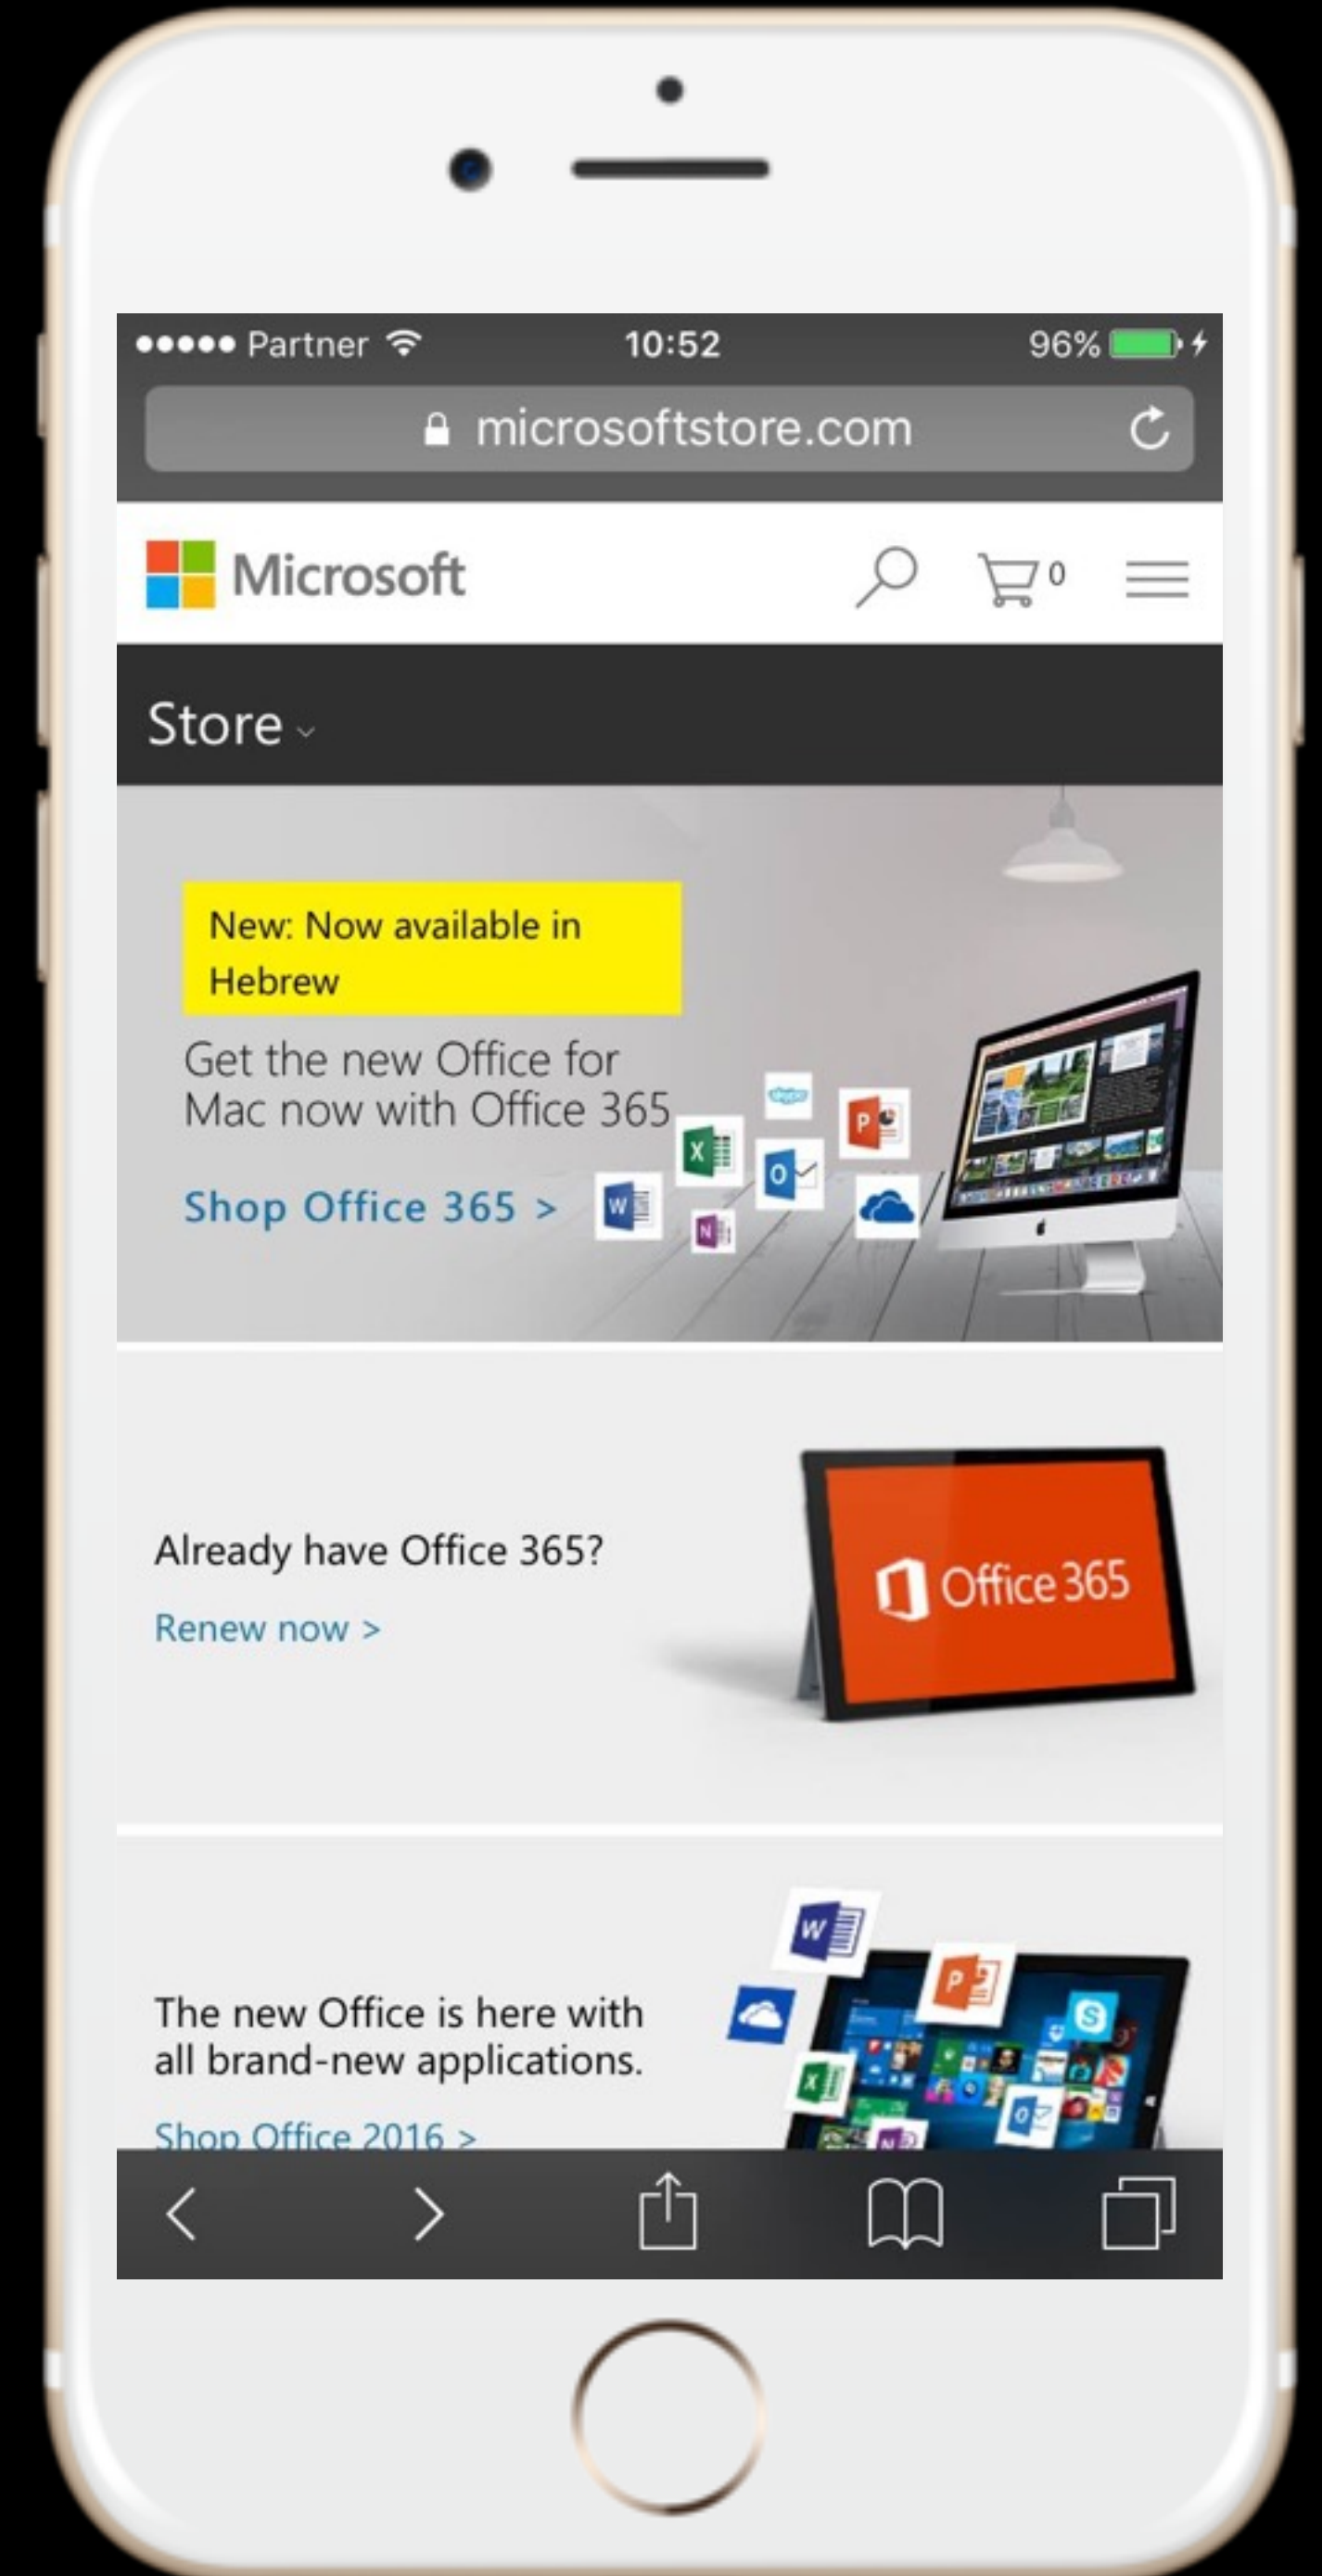 Partner
10:52
96%
microsoftstore.com
Microsoft
0
Store
New: Now available in
Hebrew
Get the new Office for
Mac now with Office 365
Shop Office 365 >
skype
P
X
O
W
N
Already have Office 365?
Renew now >
Office 365
W
P
The new Office is here with
all brand-new applications.
S
X
O
N
Shop Office 2016 >